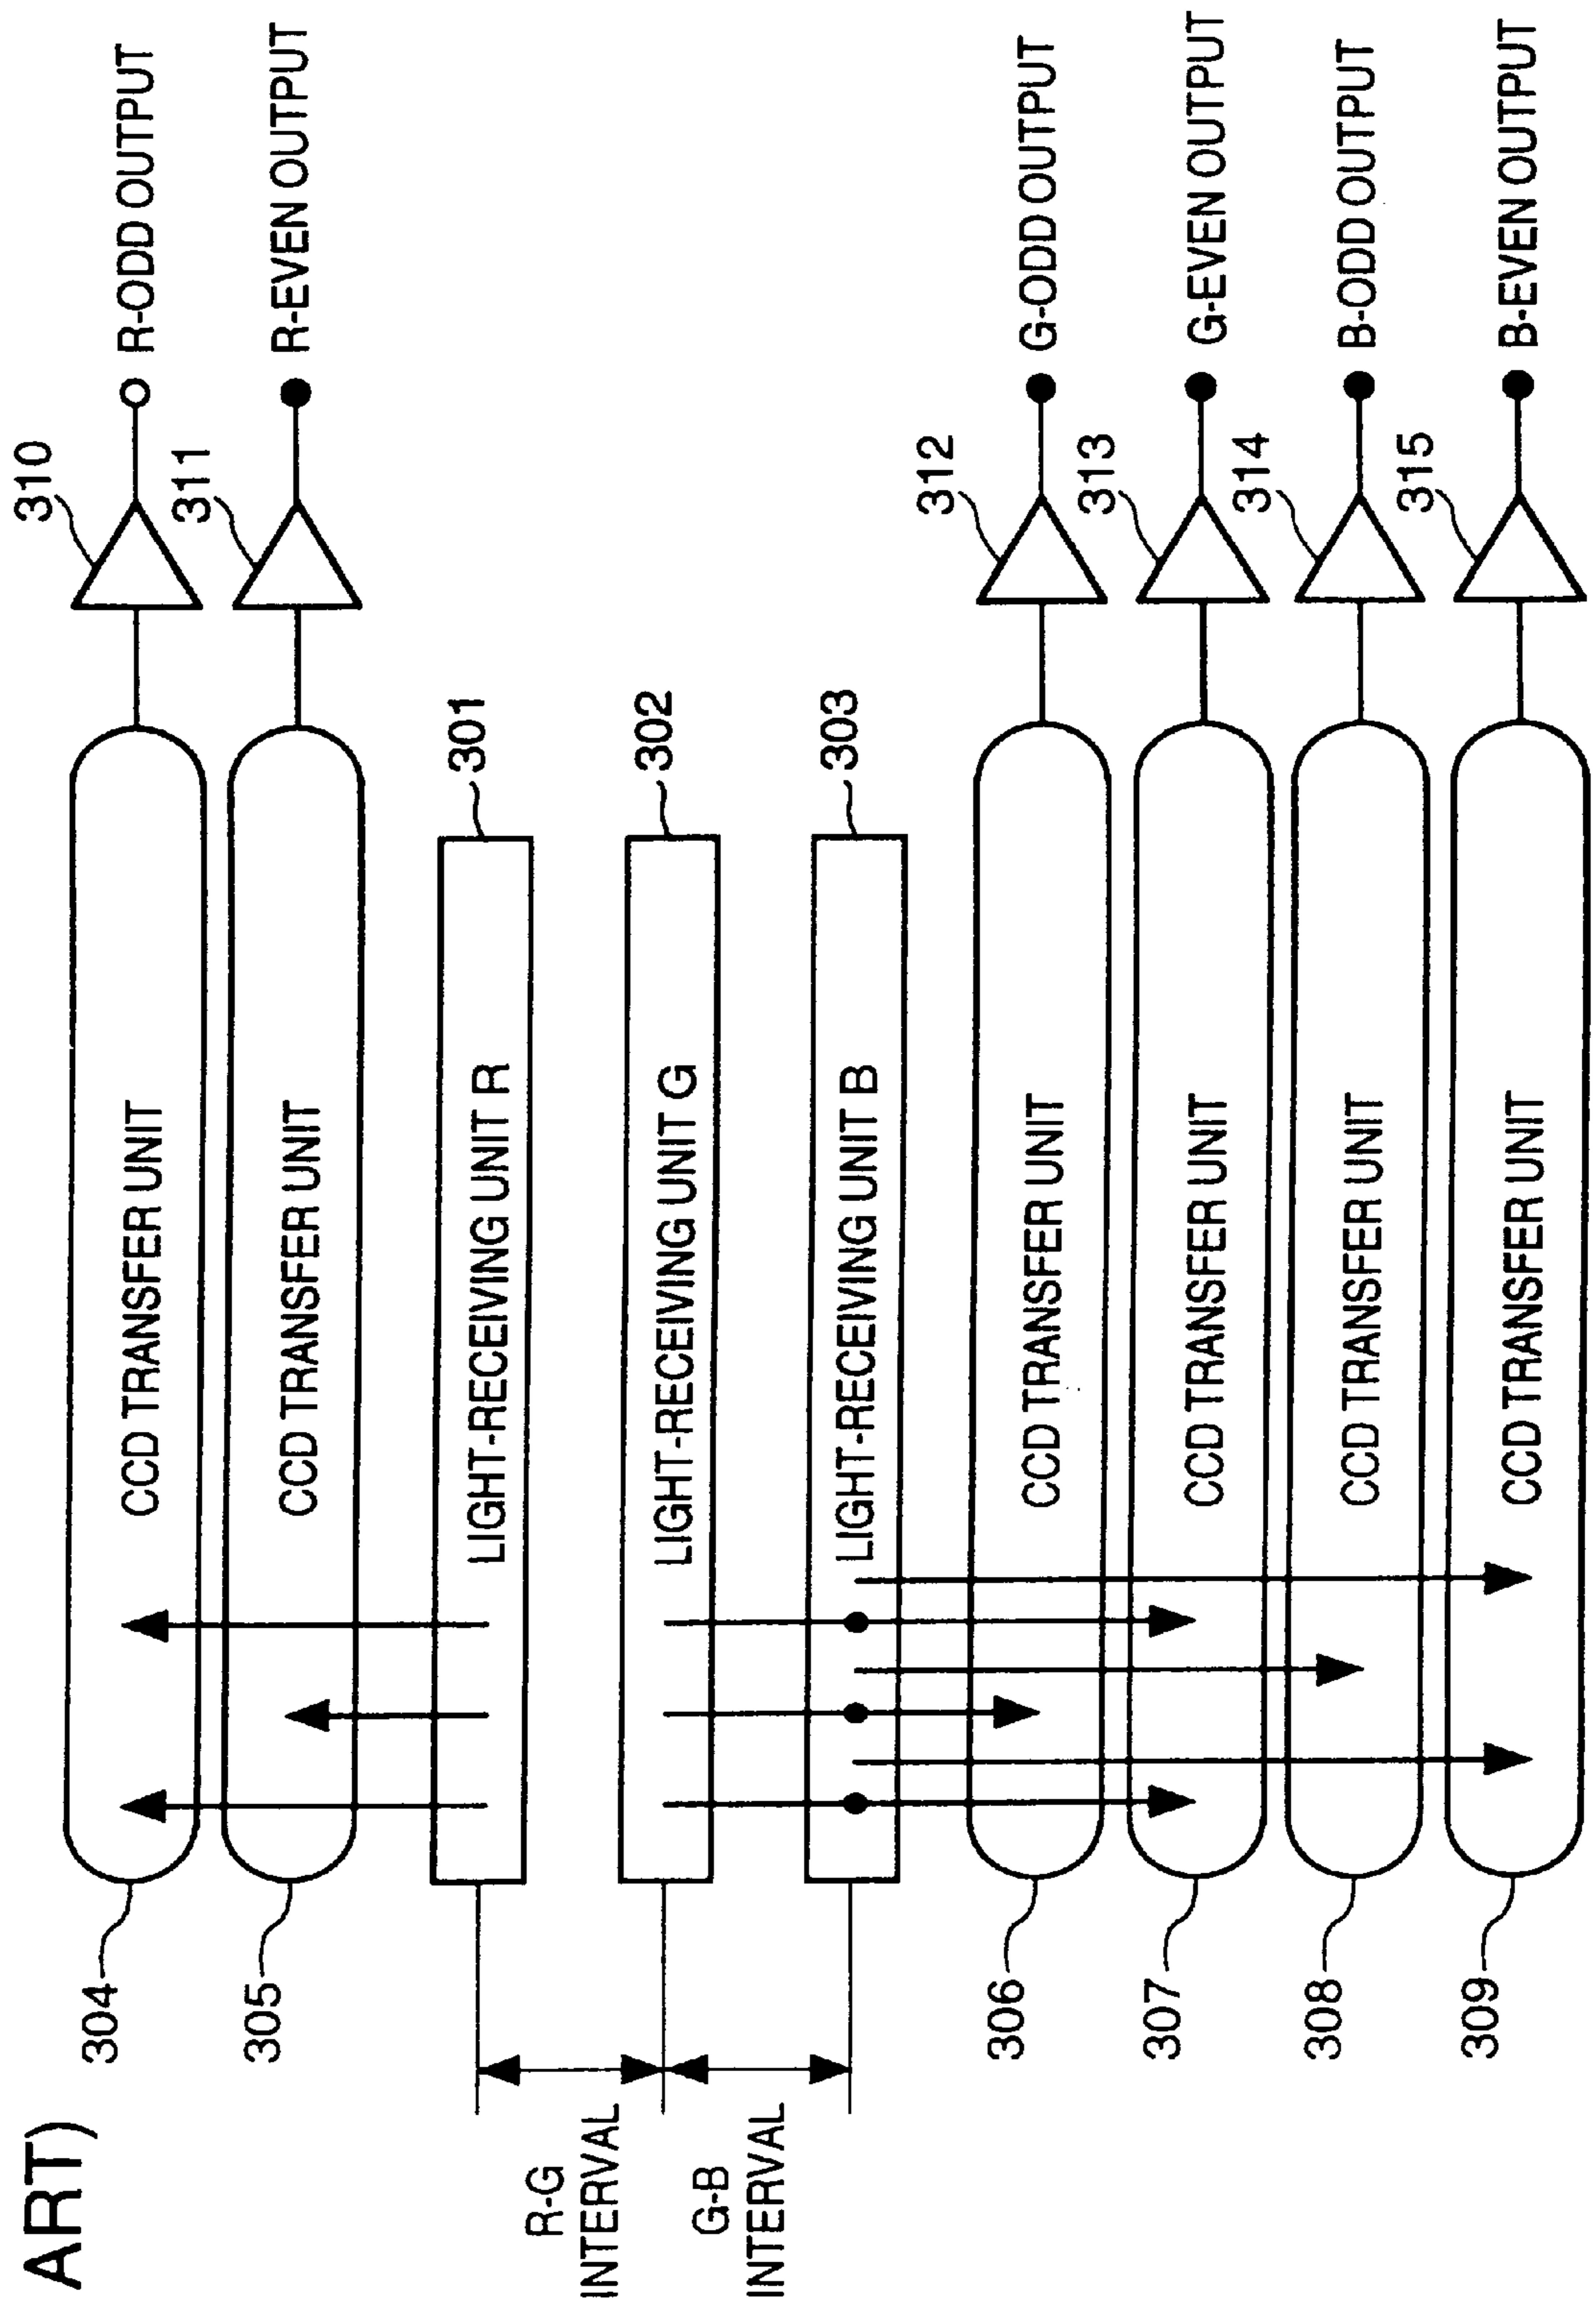 ART)
304
CCD TRANSFER UNIT
310
R-ODD OUTPUT
305
CCD TRANSFER UNIT
311
R-EVEN OUTPUT
LIGHT-RECEIVING UNIT R
301
R-G
INTERVAL
LIGHT-RECEIVING UNIT G
302
G-B
INTERVAL
LIGHT-RECEIVING UNIT B
303
306
CCD TRANSFER UNIT
312
G-ODD OUTPUT
307
CCD TRANSFER UNIT
313
G-EVEN OUTPUT
308
CCD TRANSFER UNIT
314
B-ODD OUTPUT
309
CCD TRANSFER UNIT
315
B-EVEN OUTPUT